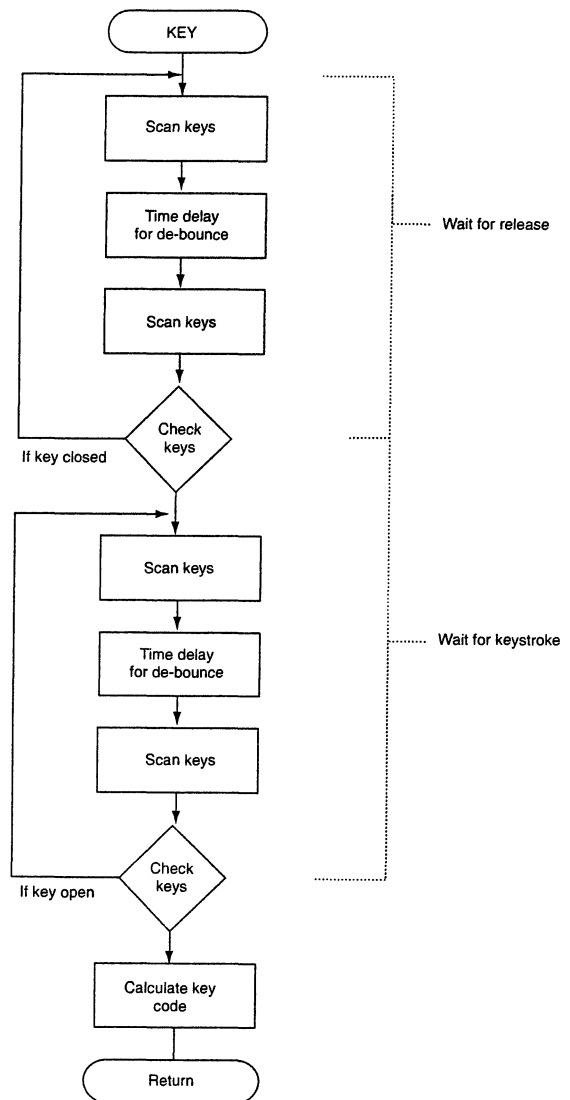 KEY
Scan keys
Time delay
for de-bounce
Wait for release
Scan keys
Check
keys
If key closed
Scan keys
Time delay
for de-bounce
Wait for keystroke
Scan keys
Check
keys
If key open
Calculate key
code
Return